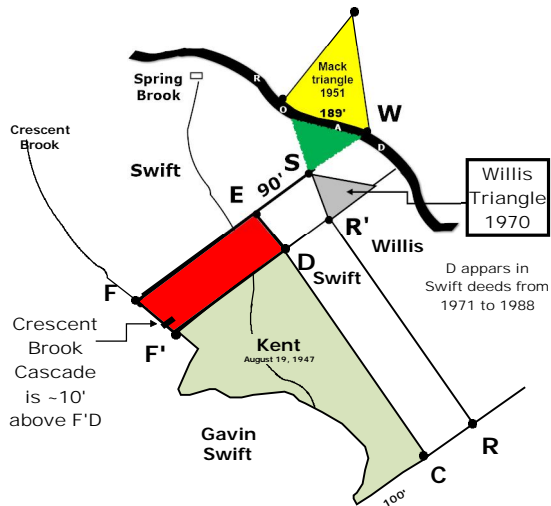 Mack
triangle
1951
189'
R
O
A
D
W
Spring
Brook
Crescent
Brook
Swift
S
90'
E
Willis
Triangle
1970
R'
Willis
D
Swift
D appars in
Swift deeds from
1971 to 1988
F
F'
Crescent
Brook
Cascade
is ~10'
above F'D
Kent
August 19, 1947
Gavin
Swift
R
C
100'